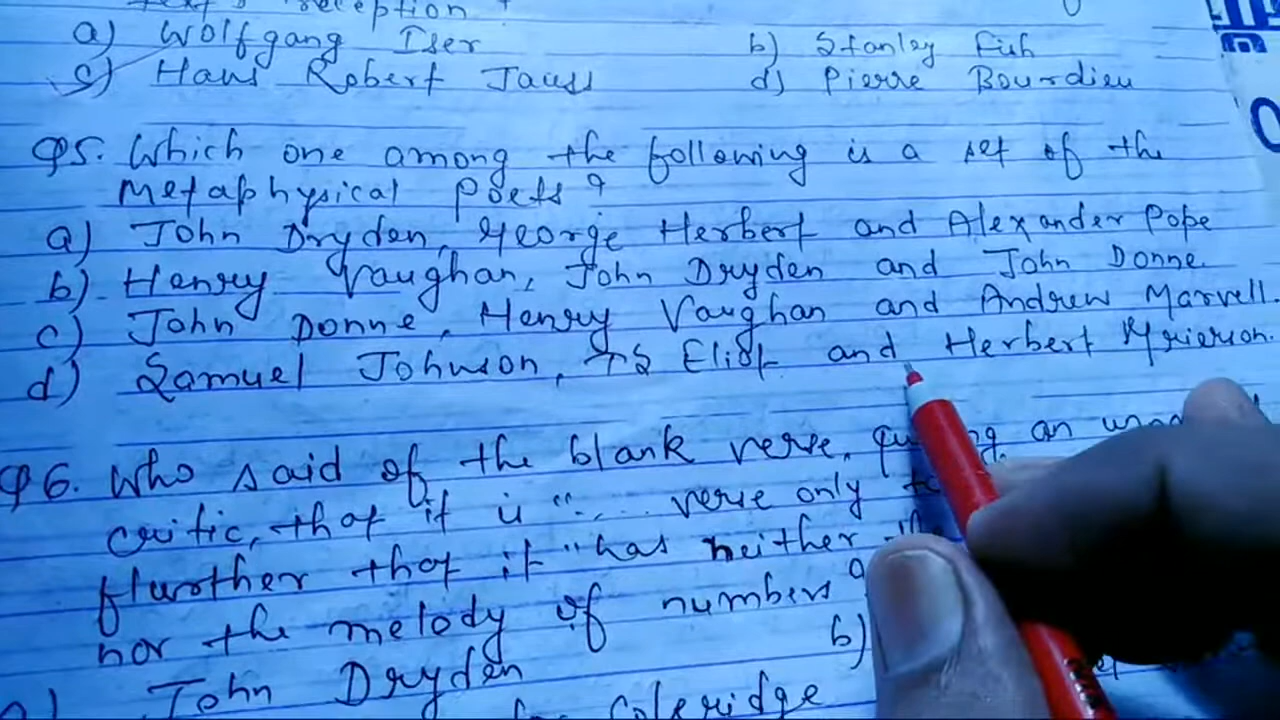 text's reception?
a) Wolfgang Iser b) Stanley Fish
c) Hans Robert Jauss d) Pierre Bourdieu
Q5. Which one among the following is a set of the
Metaphysical Poets?
a) John Dryden, George Herbert and Alexander Pope
b) Henry Vaughan, John Dryden and John Donne.
c) John Donne, Henry Vaughan and Andrew Marvell.
d) Samuel Johnson, TS Eliot and Herbert Grierson.
Q6. Who said of the blank verse, an
critic, that it is "... verse only
further that it "has neither
nor the melody of numbers?
a) John Dryden b)
Coleridge